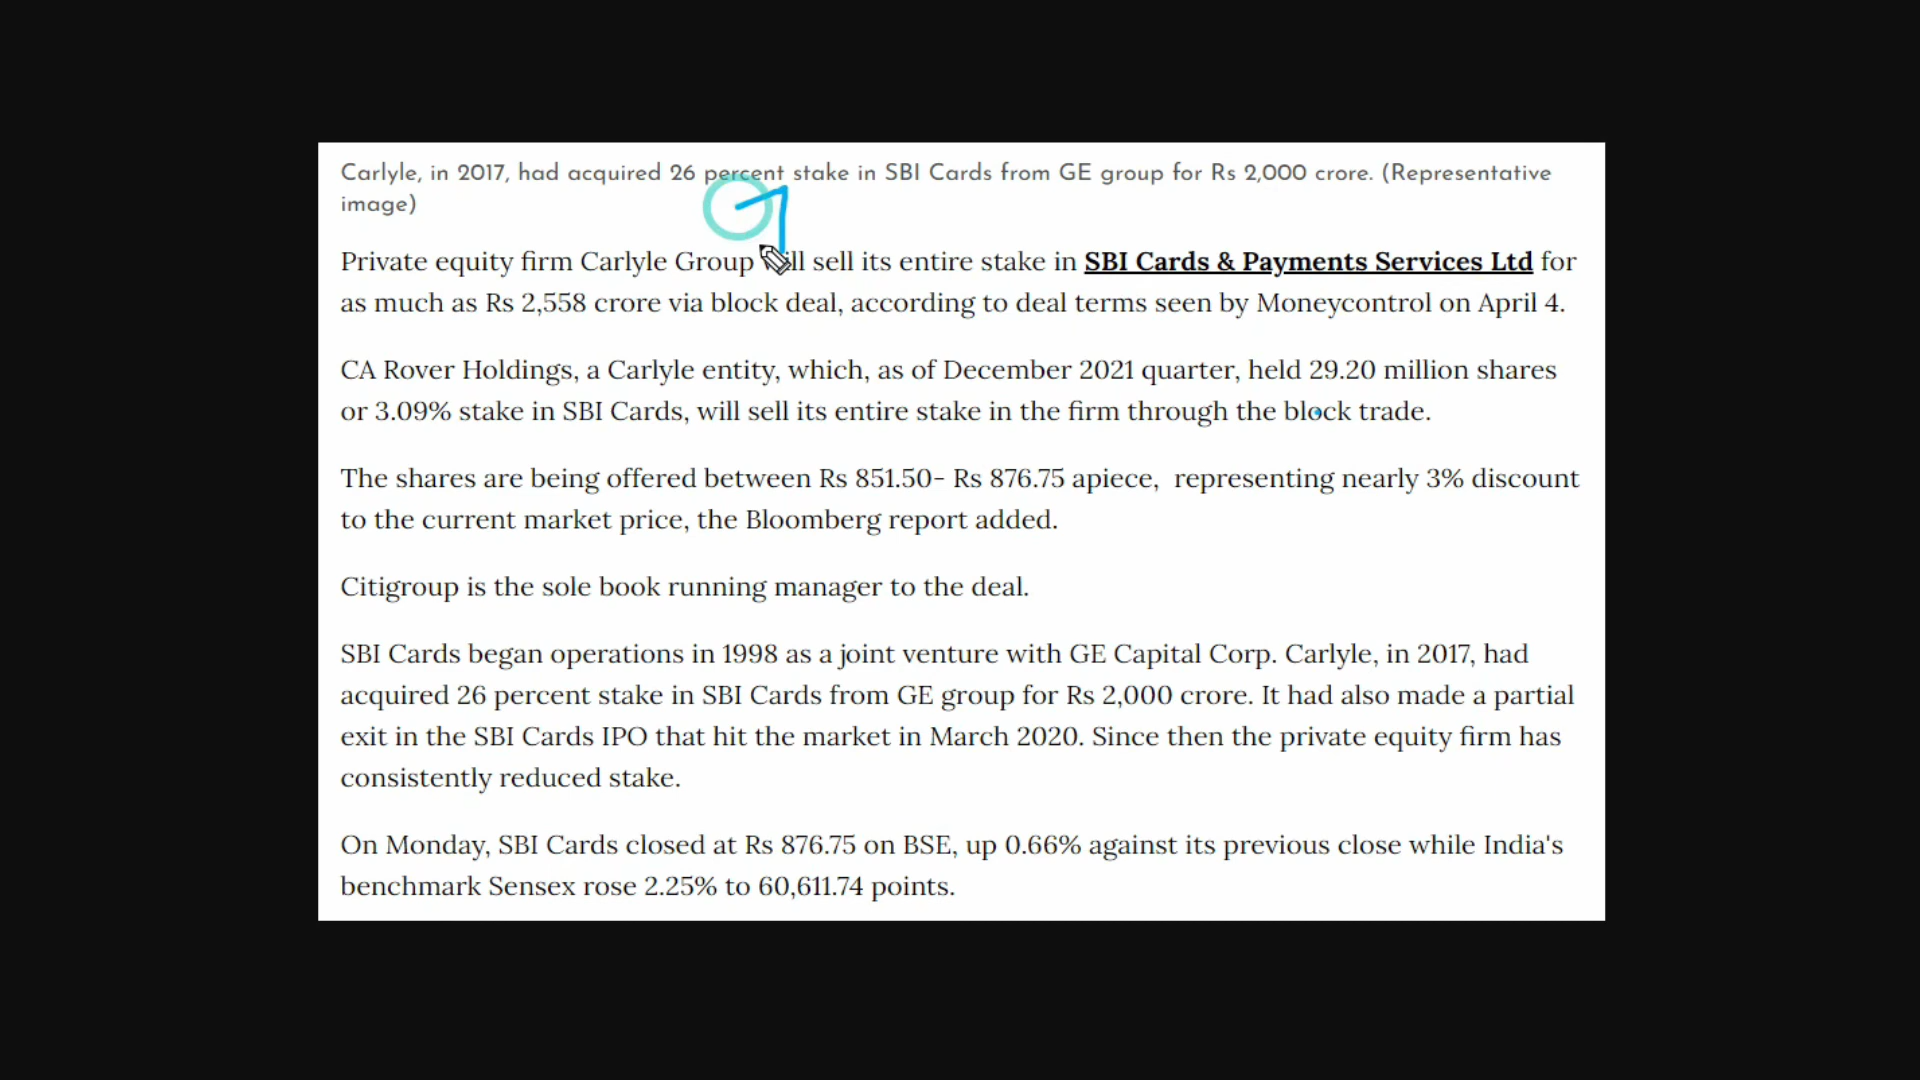 Carlyle, in 2017, had acquired 26 percent stake in SBI Cards from GE group for Rs 2,000 crore. (Representative
image)
Private equity firm Carlyle Group will sell its entire stake in SBI Cards & Payments Services Ltd for
as much as Rs 2,558 crore via block deal, according to deal terms seen by Moneycontrol on April 4.
CA Rover Holdings, a Carlyle entity, which, as of December 2021 quarter, held 29.20 million shares
or 3.09% stake in SBI Cards, will sell its entire stake in the firm through the block trade.
The shares are being offered between Rs 851.50- Rs 876.75 apiece,  representing nearly 3% discount
to the current market price, the Bloomberg report added.
Citigroup is the sole book running manager to the deal.
SBI Cards began operations in 1998 as a joint venture with GE Capital Corp. Carlyle, in 2017, had
acquired 26 percent stake in SBI Cards from GE group for Rs 2,000 crore. It had also made a partial
exit in the SBI Cards IPO that hit the market in March 2020. Since then the private equity firm has
consistently reduced stake.
On Monday, SBI Cards closed at Rs 876.75 on BSE, up 0.66% against its previous close while India's
benchmark Sensex rose 2.25% to 60,611.74 points.